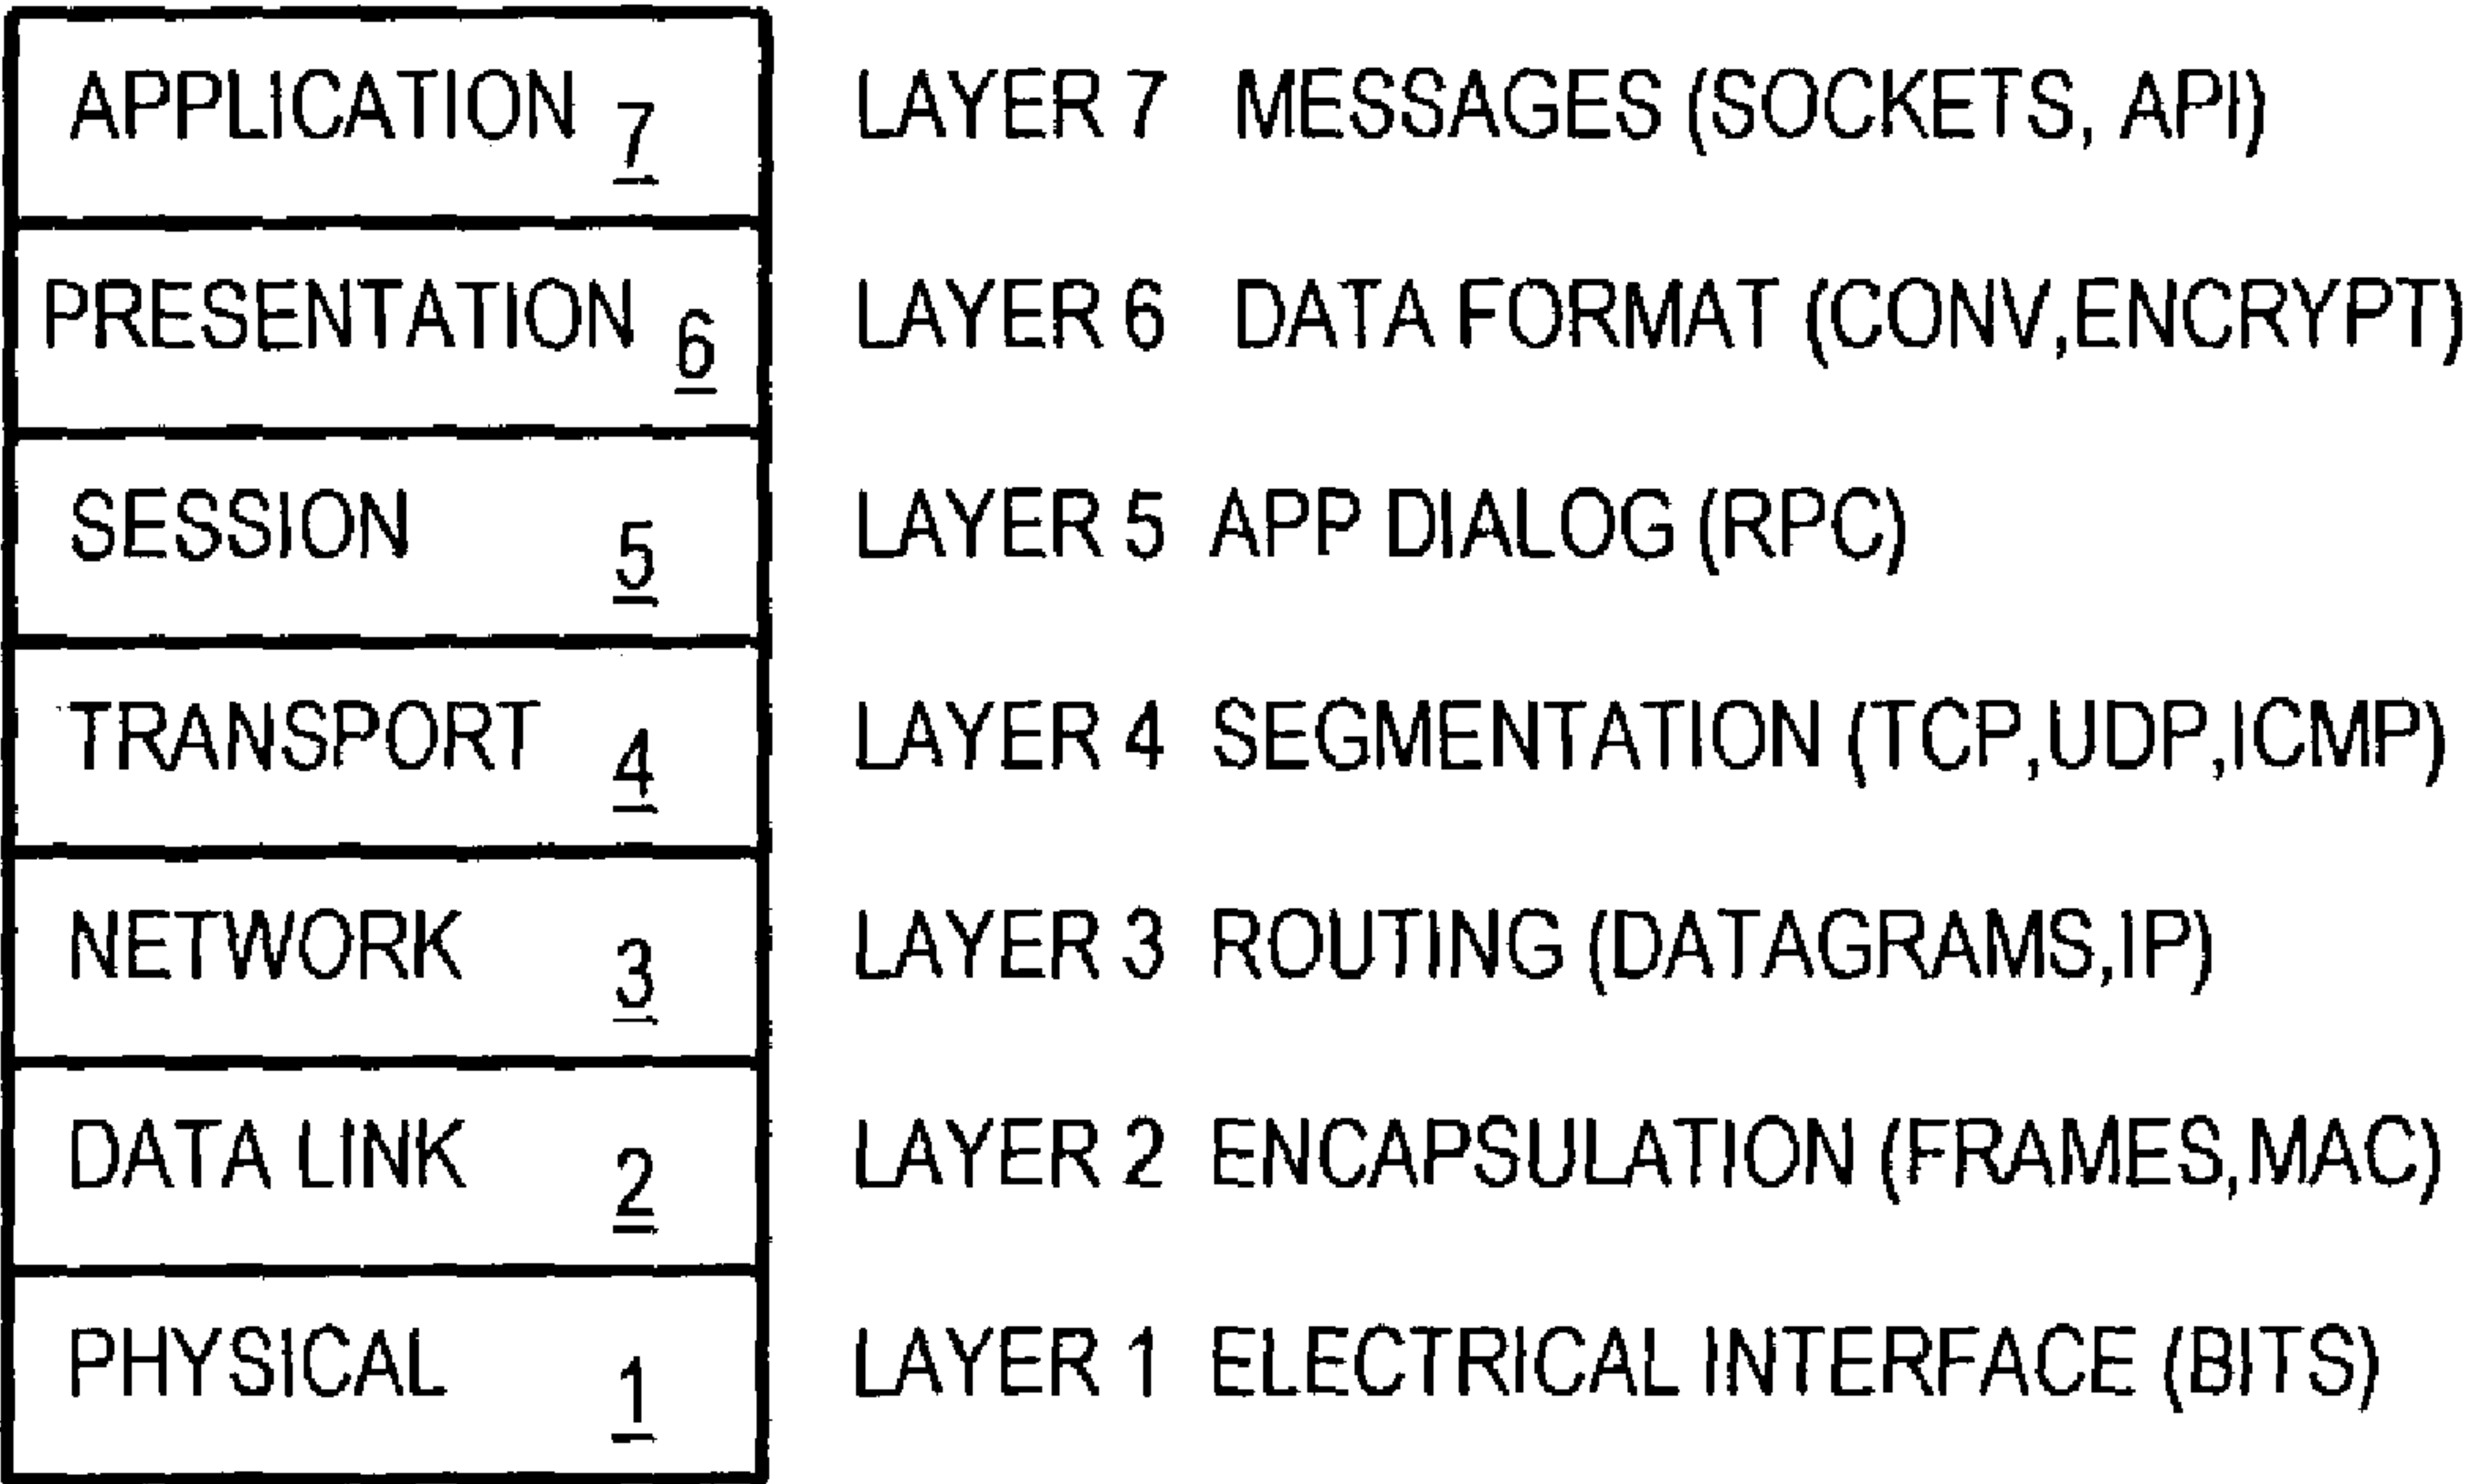 APPLICATION 7 LAYER 7 MESSAGES (SOCKETS, API)
PRESENTATION 6 LAYER 6 DATA FORMAT (CONV,ENCRYPT)
SESSION 5 LAYER 5 APP DIALOG (RPC)
TRANSPORT 4 LAYER 4 SEGMENTATION (TCP,UDP,ICMP)
NETWORK 3 LAYER 3 ROUTING (DATAGRAMS,IP)
DATA LINK 2 LAYER 2 ENCAPSULATION (FRAMES,MAC)
PHYSICAL 1 LAYER 1 ELECTRICAL INTERFACE (BITS)